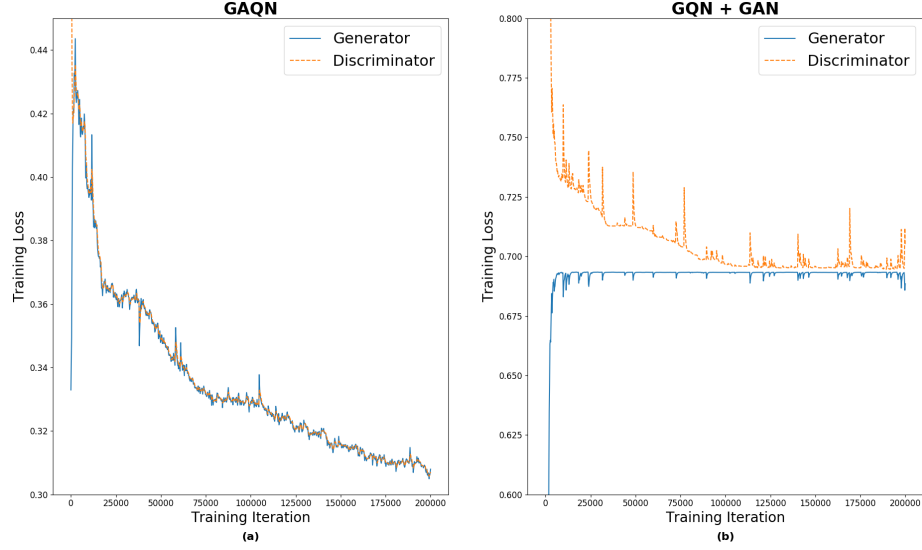 GAQN
Generator
Discriminator
Training Loss
0.44
0.42
0.40
0.38
0.36
0.34
0.32
0.30
0
25000
50000
75000
100000
125000
150000
175000
200000
Training Iteration
(a)
GQN + GAN
Generator
Discriminator
Training Loss
0.800
0.775
0.750
0.725
0.700
0.675
0.650
0.625
0.600
0
25000
50000
75000
100000
125000
150000
175000
200000
Training Iteration
(b)